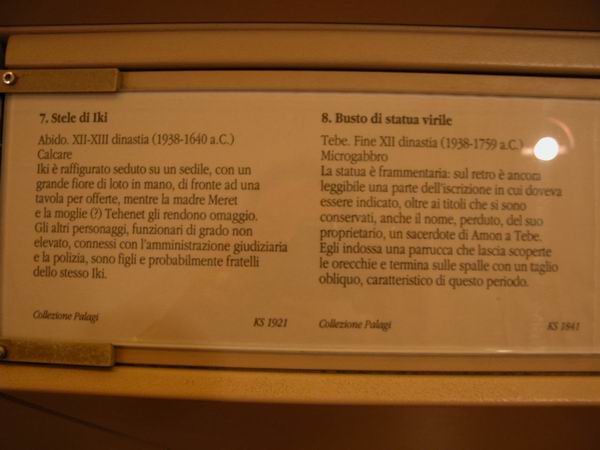 7. Stele di Iki
Abido. XII-XIII dinastia (1938-1640 a.C.)
Calcare
Iki è raffigurato seduto su un sedile, con un
grande fiore di loto in mano, di fronte ad una
tavola per offerte, mentre la madre Meret
e la moglie (?) Tehenet gli rendono omaggio.
Gli altri personaggi, funzionari di grado non
elevato, connessi con l'amministrazione giudiziaria
e la polizia, sono figli e probabilmente fratelli
dello stesso Iki.
Collezione Palagi
KS 1921
8. Busto di statua virile
Tebe. Fine XII dinastia (1938-1759 a.C.)
Microgabbro
La statua è frammentaria: sul retro è ancora
leggibile una parte dell'iscrizione in cui doveva
essere indicato, oltre ai titoli che si sono
conservati, anche il nome, perduto, del suo
proprietario, un sacerdote di Amon a Tebe.
Egli indossa una parrucca che lascia scoperte
le orecchie e termina sulle spalle con un taglio
obliquo, caratteristico di questo periodo.
Collezione Palagi
KS 1841